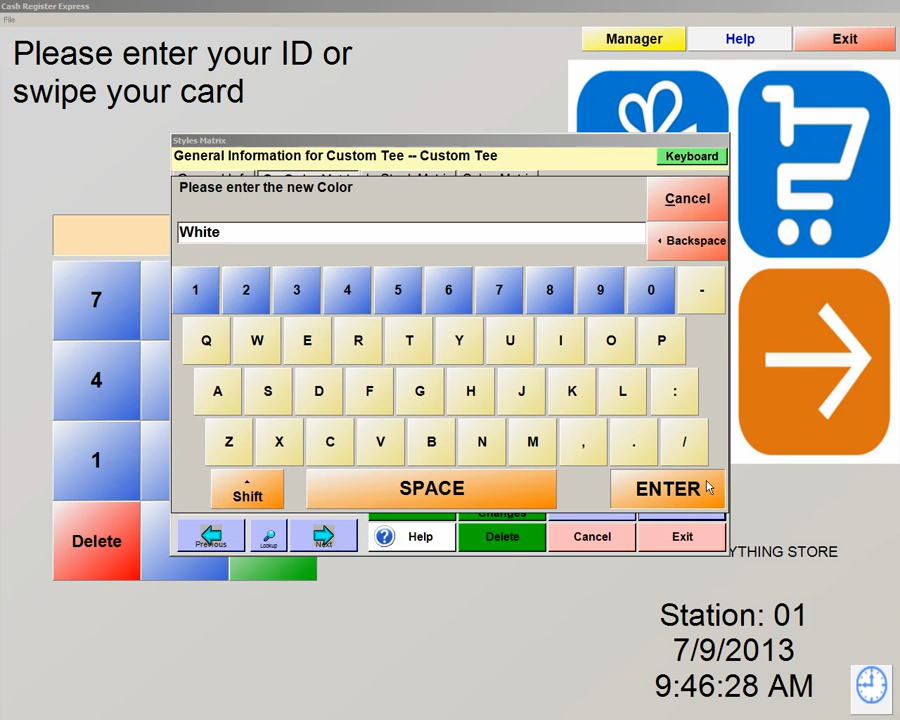 Cash Register Express
File
Please enter your ID or
swipe your card
Manager
Help
Exit
Styles Matrix
General Information for Custom Tee -- Custom Tee
Keyboard
Please enter the new Color
Cancel
White
Backspace
1 2 3 4 5 6 7 8 9 0 -
Q W E R T Y U I O P
A S D F G H J K L :
Z X C V B N M , . /
Shift
SPACE
ENTER
7
4
1
Delete
Previous
Lookup
Next
Changes
Help
Delete
Cancel
Exit
YTHING STORE
Station: 01
7/9/2013
9:46:28 AM